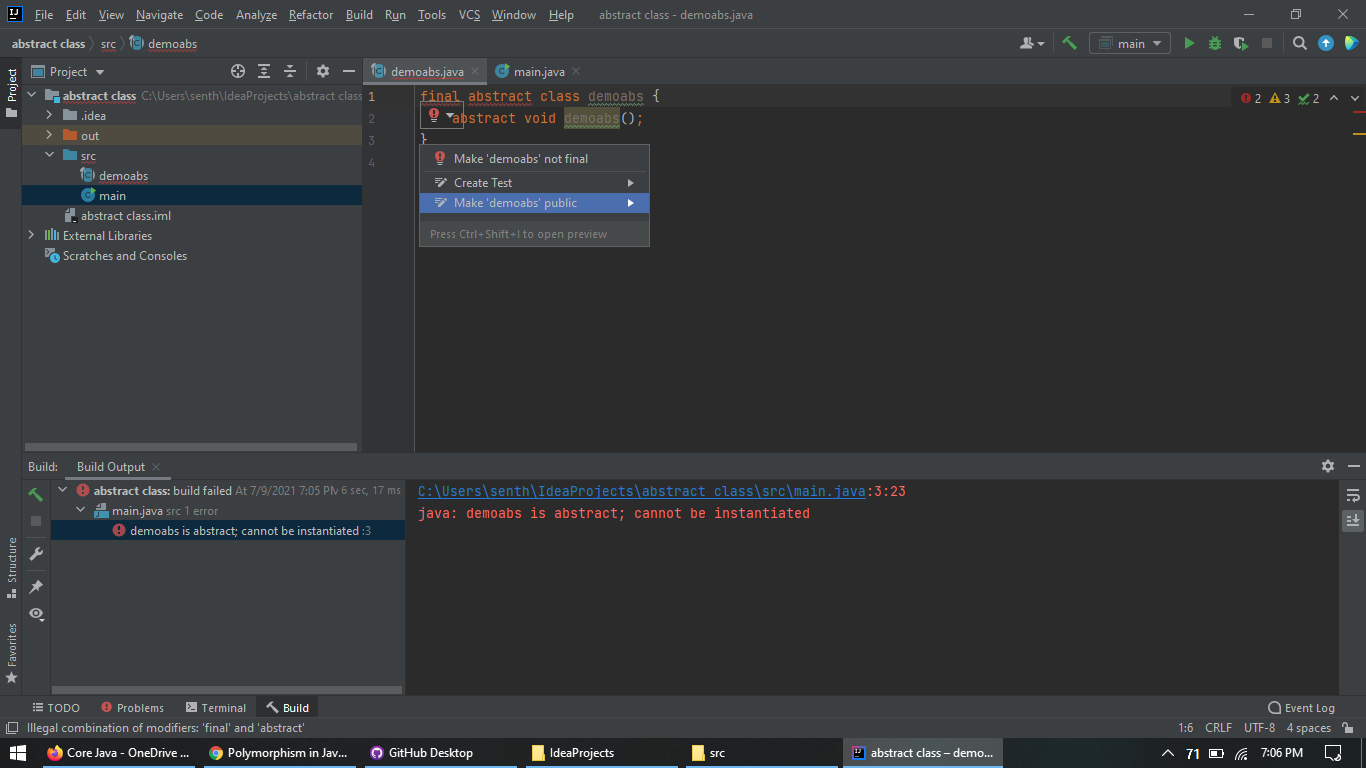 File Edit View Navigate Code Analyze Refactor Build Run Tools VCS Window Help abstract class - demoabs.java
abstract class src demoabs main
Project
Project
demoabs.java main.java
abstract class C:\Users\senth\IdeaProjects\abstract class
.idea
out
src
demoabs
main
abstract class.iml
External Libraries
Scratches and Consoles
1 final abstract class demoabs {
2 abstract void demoabs();
3 }
4
2 3 2
Make 'demoabs' not final
Create Test
Make 'demoabs' public
Press Ctrl+Shift+I to open preview
Build: Build Output
abstract class: build failed At 7/9/2021 7:05 PM 6 sec, 17 ms
main.java src 1 error
demoabs is abstract; cannot be instantiated :3
C:\Users\senth\IdeaProjects\abstract class\src\main.java:3:23
java: demoabs is abstract; cannot be instantiated
Structure
Favorites
TODO Problems Terminal Build Event Log
Illegal combination of modifiers: 'final' and 'abstract' 1:6 CRLF UTF-8 4 spaces
Core Java - OneDrive ... Polymorphism in Jav... GitHub Desktop IdeaProjects src abstract class – demo... 71 7:06 PM